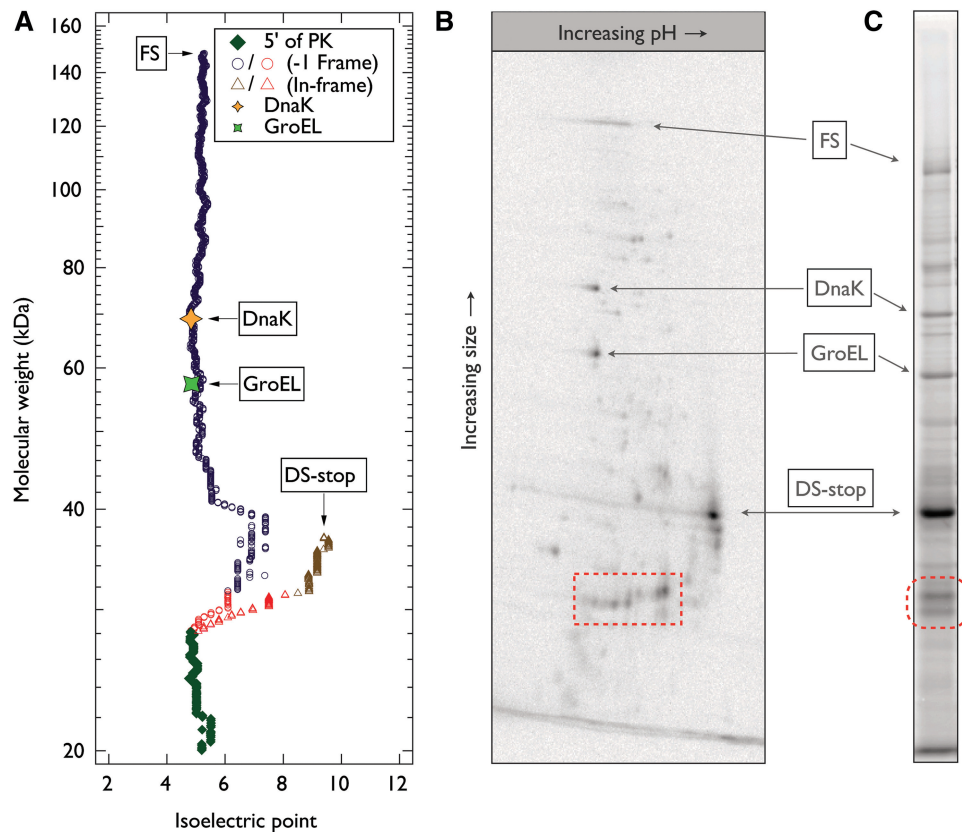 A
160
140
120
100
80
60
40
20
Molecular weight (kDa)
2
4
6
8
10
12
Isoelectric point
FS
5' of PK
/ (-1 Frame)
/ (In-frame)
DnaK
GroEL
DnaK
GroEL
DS-stop
B
Increasing pH →
Increasing size →
FS
DnaK
GroEL
DS-stop
C